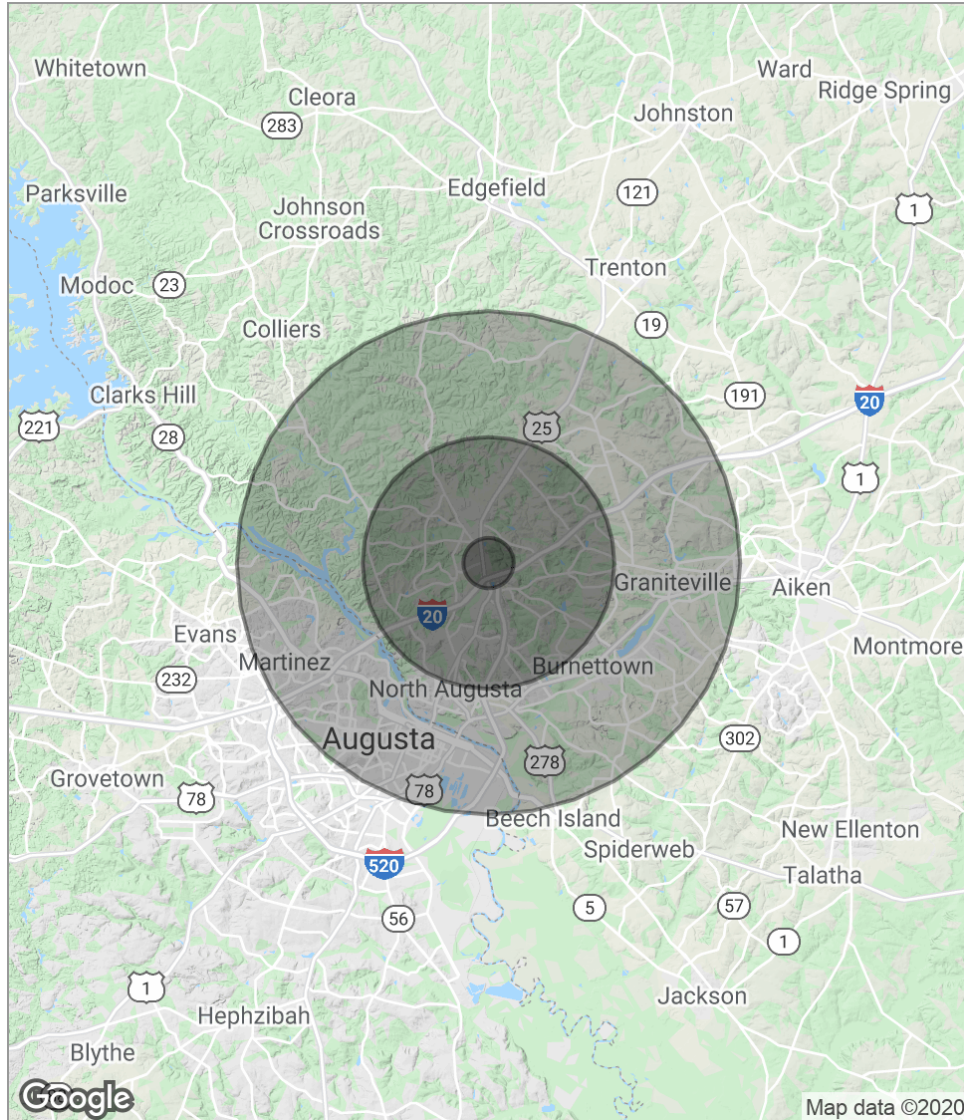 Whitetown
Ward
Cleora
Ridge Spring
Johnston
283
Parksville
Edgefield
121
Johnson
Crossroads
1
Trenton
Modoc
23
Colliers
19
Clarks Hill
191
20
221
28
25
1
Graniteville
Aiken
20
Evans
Martinez
Burnettown
Montmore
232
North Augusta
Augusta
302
278
Grovetown
78
78
Beech Island
New Ellenton
Spiderweb
520
Talatha
5
57
56
1
1
Jackson
Hephzibah
Blythe
Google
Map data ©2020